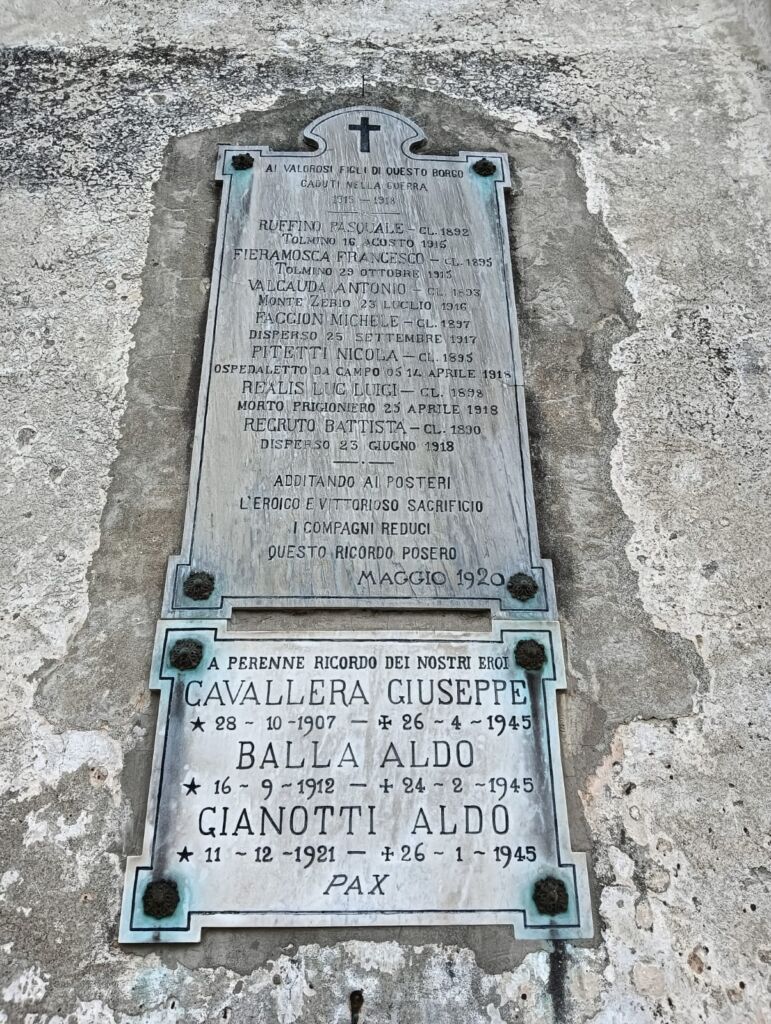 AI VALOROSI FIGLI DI QUESTO BORGO
CADUTI NELLA GUERRA
1915 — 1918
RUFFINO PASQUALE – CL. 1892
TOLMINO 16 AGOSTO 1915
FIERAMOSCA FRANCESCO – CL. 1895
TOLMINO 29 OTTOBRE 1915
VALCAUDA ANTONIO – CL. 1893
MONTE ZEBIO 23 LUGLIO 1916
FACCION MICHELE – CL. 1897
DISPERSO 25 SETTEMBRE 1917
PITETTI NICOLA – CL. 1895
OSPEDALETTO DA CAMPO 05 14 APRILE 1918
REALIS LUC LUIGI – CL. 1898
MORTO PRIGIONIERO 25 APRILE 1918
REGRUTO BATTISTA – CL. 1890
DISPERSO 23 GIUGNO 1918
ADDITANDO AI POSTERI
L'EROICO E VITTORIOSO SACRIFICIO
I COMPAGNI REDUCI
QUESTO RICORDO POSERO
MAGGIO 1920
A PERENNE RICORDO DEI NOSTRI EROI
CAVALLERA GIUSEPPE
★ 28 - 10 - 1907 — ✝ 26 - 4 - 1945
BALLA ALDO
★ 16 - 9 - 1912 — ✝ 24 - 2 - 1945
GIANOTTI ALDO
★ 11 - 12 - 1921 — ✝ 26 - 1 - 1945
PAX